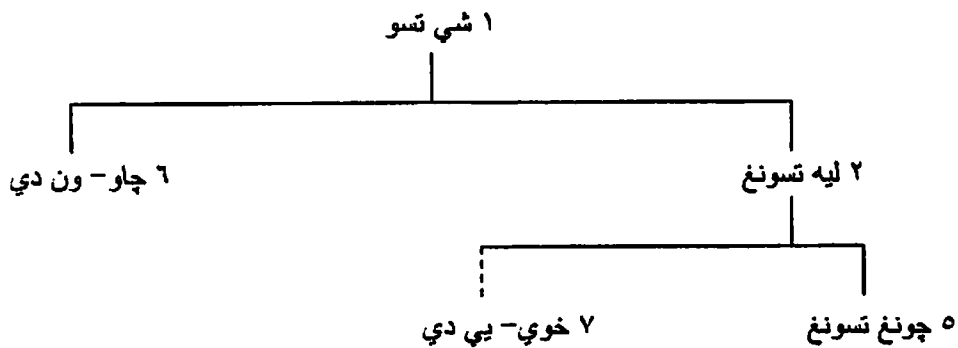 ١ شي تسو
٢ ليه تسونغ
٦ چاو- ون دي
٥ چونغ تسونغ
٧ خوي- يي دي